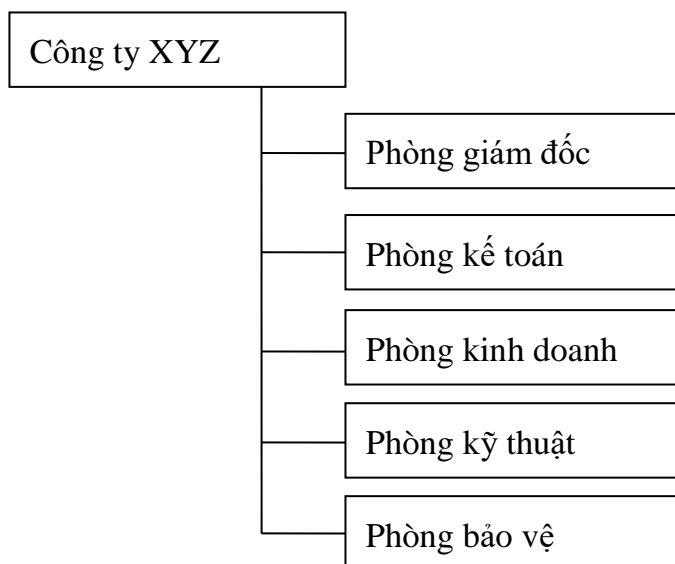 Công ty XYZ
Phòng giám đốc
Phòng kế toán
Phòng kinh doanh
Phòng kỹ thuật
Phòng bảo vệ